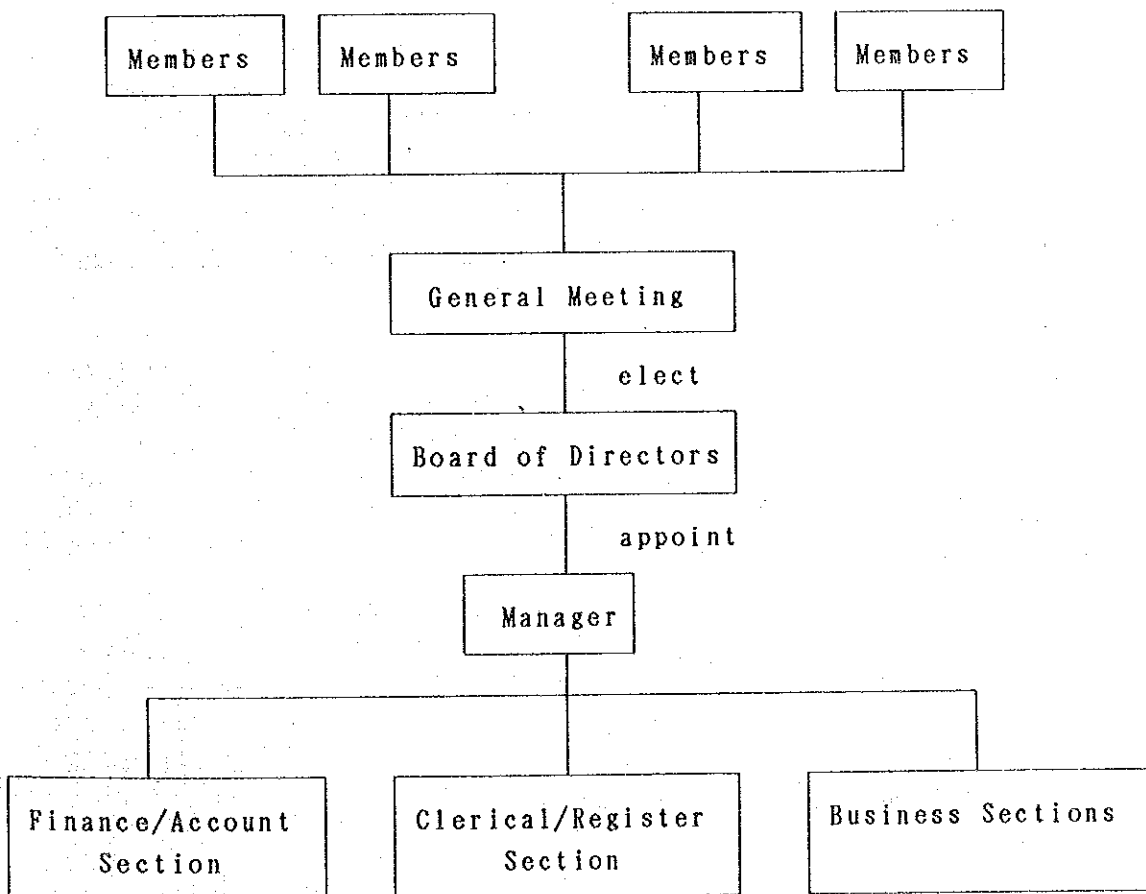 Members
Members
Members
Members
General Meeting
elect
Board of Directors
appoint
Manager
Finance/Account
Section
Clerical/Register
Section
Business Sections